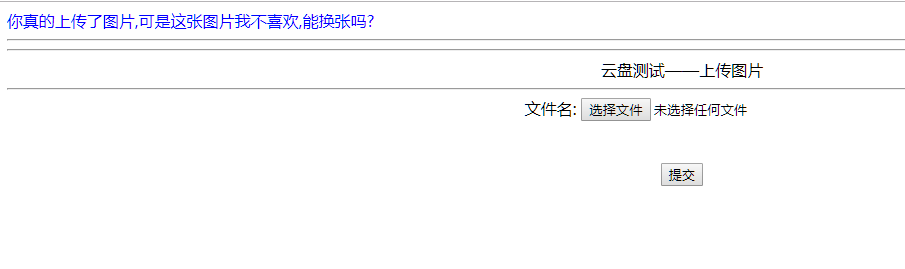 你真的上传了图片,可是这张图片我不喜欢,能换张吗?
云盘测试——上传图片
文件名: 选择文件 未选择任何文件
提交